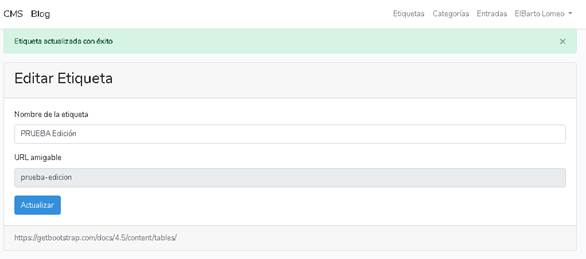 CMS Blog Etiquetas Categorías Entradas ElBarto Lomeo
Etiqueta actualizada con éxito ×
Editar Etiqueta
Nombre de la etiqueta
PRUEBA Edición
URL amigable
prueba-edicion
Actualizar
https://getbootstrap.com/docs/4.5/content/tables/